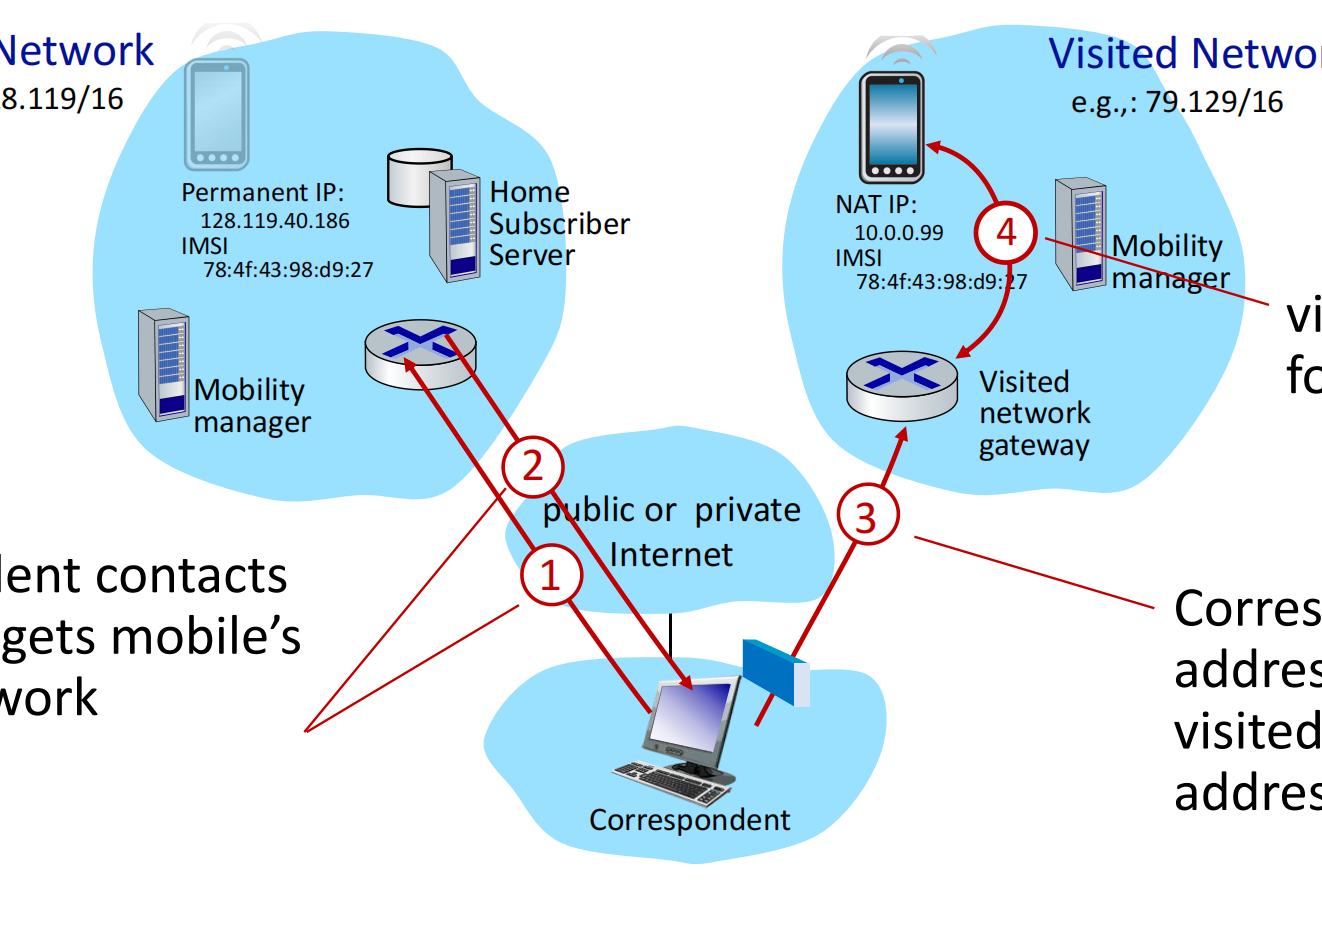 Network
8.119/16
Permanent IP:
128.119.40.186
IMSI
78:4f:43:98:d9:27
Home
Subscriber
Server
Mobility
manager
Visited Networ
e.g.,: 79.129/16
NAT IP:
10.0.0.99
IMSI
78:4f:43:98:d9:27
4
Mobility
manager
vi
fo
Visited
network
gateway
2
public or private
Internet
3
1
lent contacts
gets mobile’s
work
Corres
addres
visited
addres
Correspondent